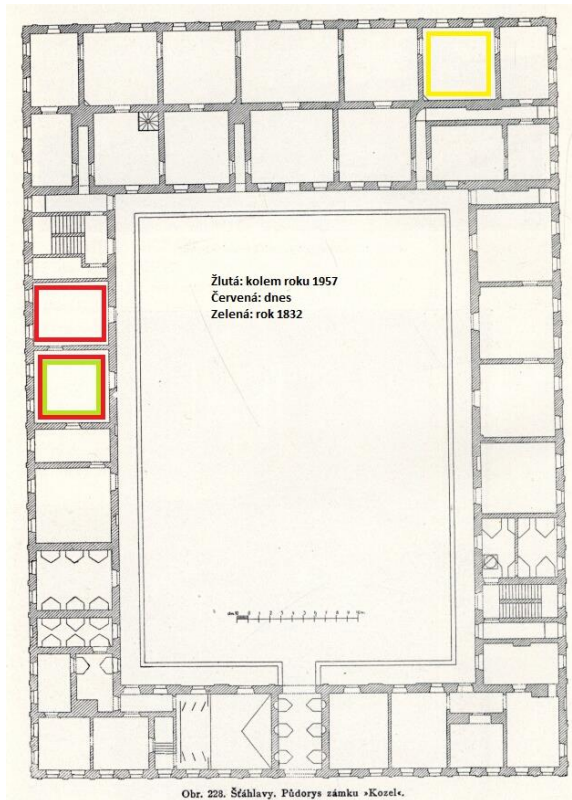 Žlutá: kolem roku 1957
Červená: dnes
Zelená: rok 1832
Obr. 228. Šťáhlavy. Půdorys zámku »Kozel«.